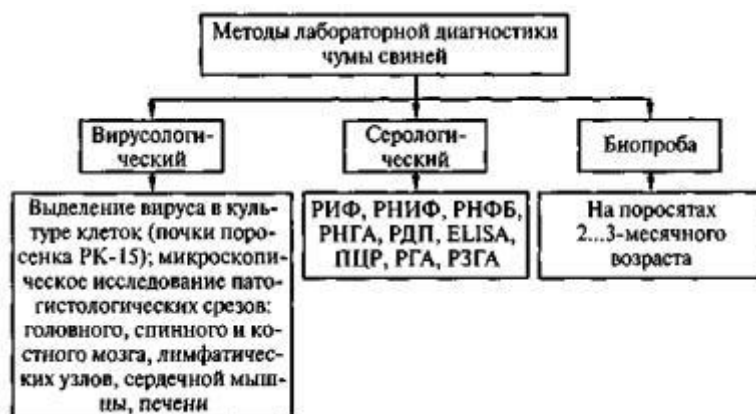 Методы лабораторной диагностики
чумы свиней
Вирусологи-
ческий
Серологи-
ческий
Биопроба
Выделение вируса в куль-
туре клеток (почки поро-
сенка РК-15); микроскопи-
ческое исследование пато-
гистологических срезов:
головного, спинного и ко-
стного мозга, лимфатичес-
ких узлов, сердечной мыш-
цы, печени
РИФ, РНИФ, РНФБ,
РНГА, РДП, ELISA,
ПЦР, РГА, РЗГА
На поросятах
2...3-месячного
возраста